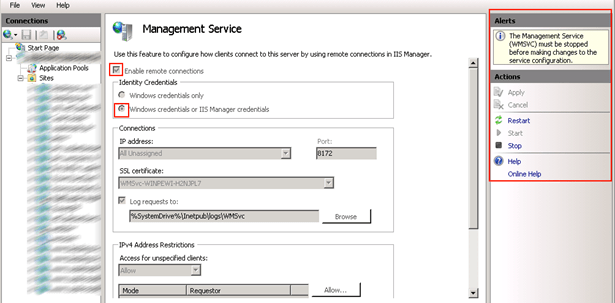 File View Help
Connections
Start Page
Application Pools
Sites
Management Service
Use this feature to configure how clients connect to this server by using remote connections in IIS Manager.
Enable remote connections
Identity Credentials
Windows credentials only
Windows credentials or IIS Manager credentials
Connections
IP address:
Port:
All Unassigned
8172
SSL certificate:
WMSvc-WINPEW1-H2NJPL7
Log requests to:
%SystemDrive%\Inetpub\logs\WMSvc
Browse
IPv4 Address Restrictions
Access for unspecified clients:
Allow
Mode
Requestor
Allow...
Alerts
The Management Service
(WMSVC) must be stopped
before making changes to the
service configuration.
Actions
Apply
Cancel
Restart
Start
Stop
Help
Online Help